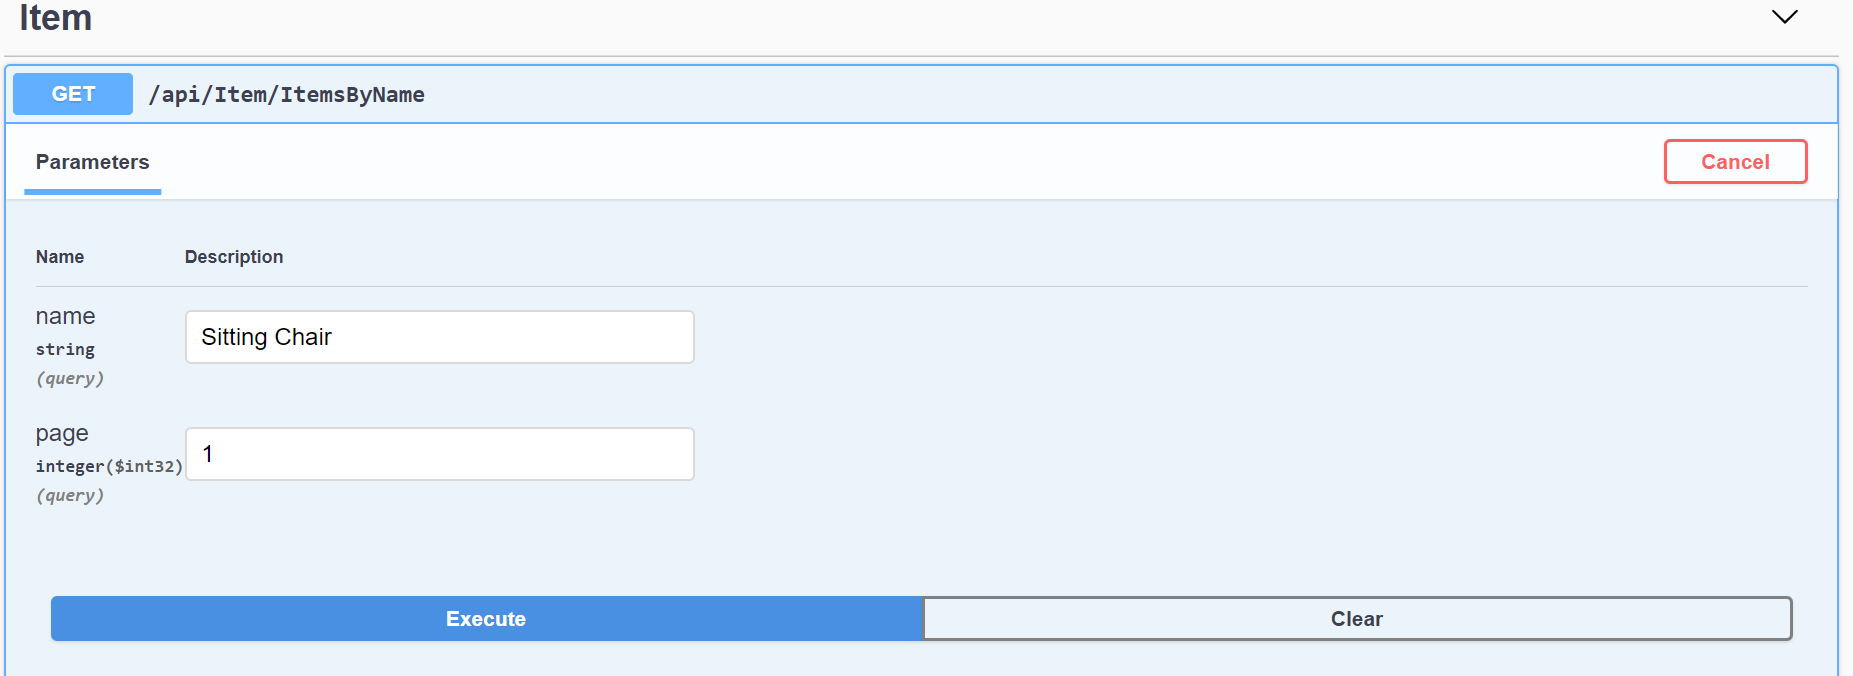 Item
GET /api/Item/ItemsByName
Parameters
Cancel
Name Description
name
string
(query)
Sitting Chair
page
integer($int32)
(query)
1
Execute
Clear